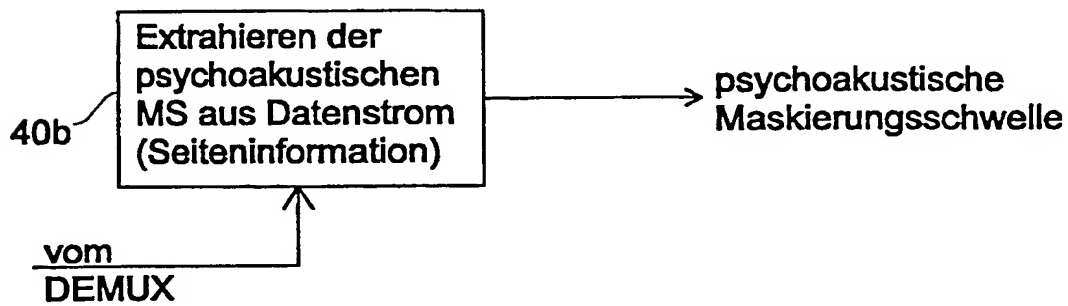 Extrahieren der
psychoakustischen
MS aus Datenstrom
(Seiteninformation)
40b
psychoakustische
Maskierungsschwelle
vom
DEMUX